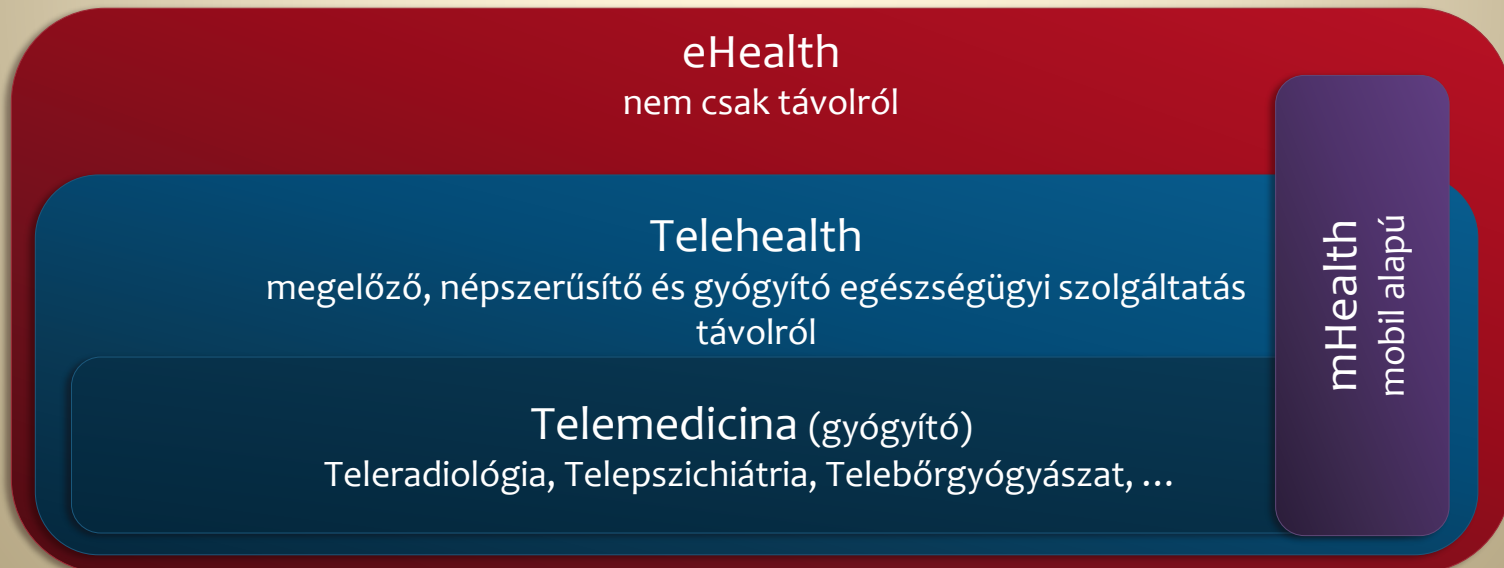 eHealth
nem csak távolról
Telehealth
megelőző, népszerűsítő és gyógyító egészségügyi szolgáltatás
távolról
Telemedicina (gyógyító)
Teleradiológia, Telepszichiátria, Telebőrgyógyászat, ...
mHealth
mobil alapú